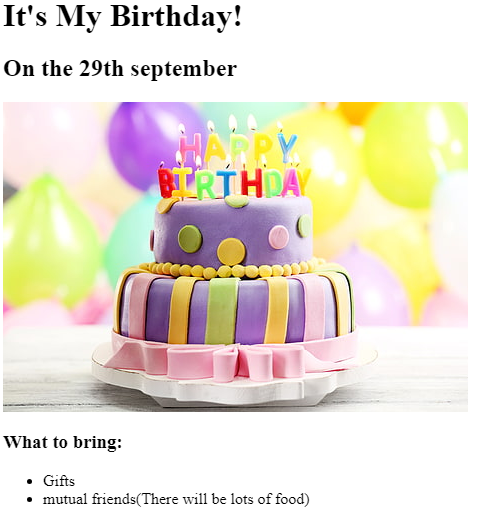 It's My Birthday!
On the 29th september
HAPPY
BIRTHDAY
What to bring:
Gifts
mutual friends(There will be lots of food)